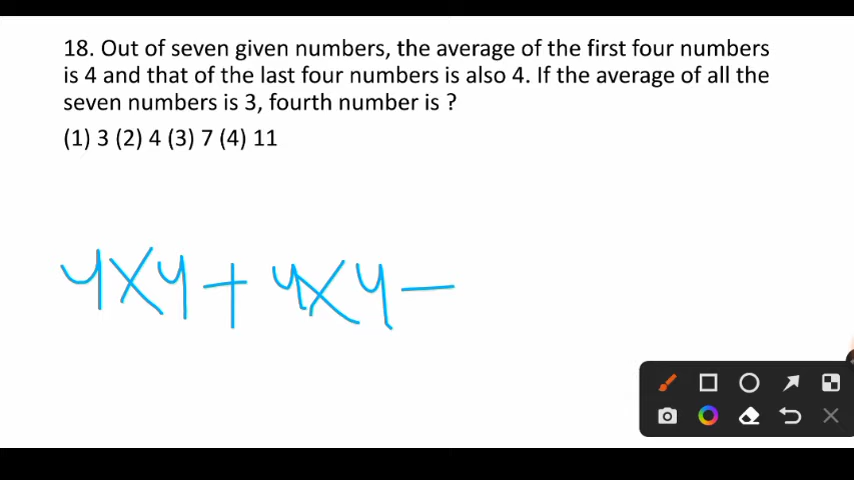 18. Out of seven given numbers, the average of the first four numbers
is 4 and that of the last four numbers is also 4. If the average of all the
seven numbers is 3, fourth number is ?
(1) 3 (2) 4 (3) 7 (4) 11
4×4+4×4-